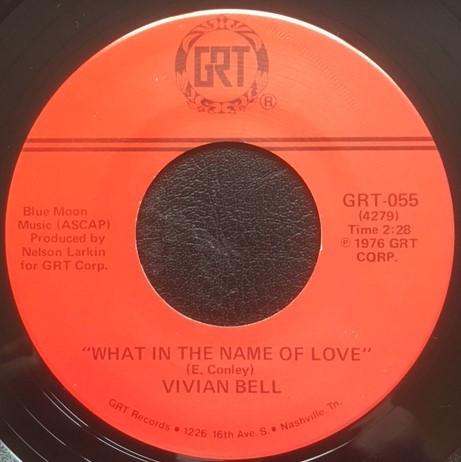 GRT
®
Blue Moon
Music (ASCAP)
Produced by
Nelson Larkin
for GRT Corp.
GRT-055
(4279)
Time 2:28
℗ 1976 GRT
CORP.
"WHAT IN THE NAME OF LOVE"
(E. Conley)
VIVIAN BELL
GRT Records • 1226 16th Ave. S. • Nashville, Tn.